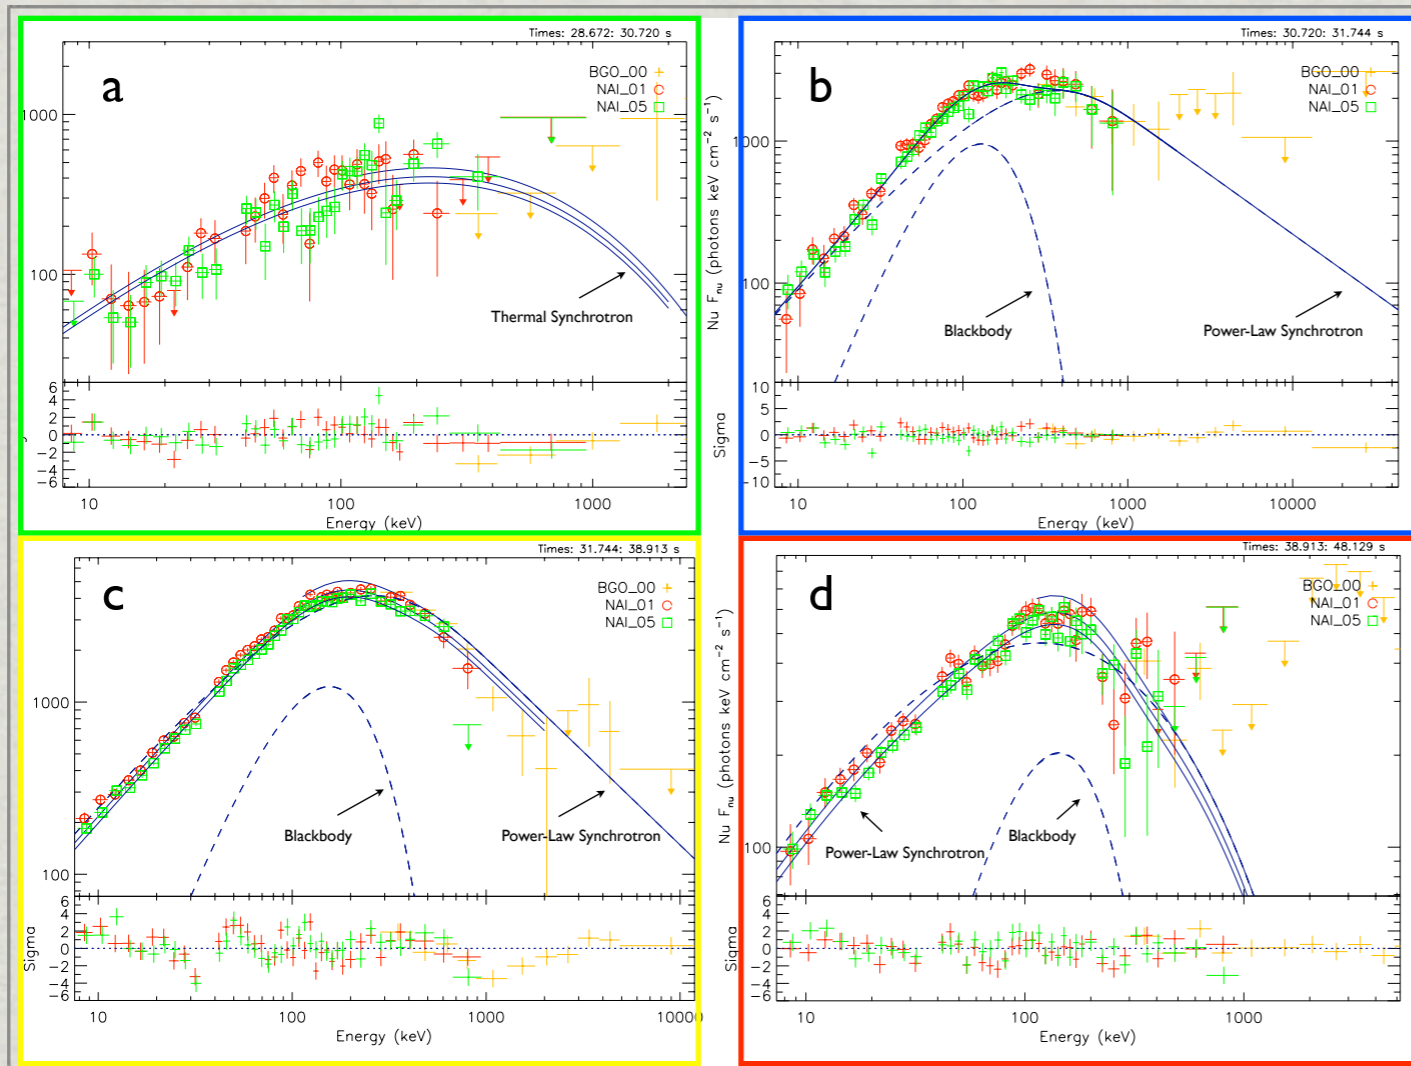 a
Times: 28.672: 30.720 s
BGO_00
NAI_01
NAI_05
1000
100
Thermal Synchrotron
6
4
2
0
-2
-4
-6
10 100 1000
Energy (keV)
b
Times: 30.720: 31.744 s
BGO_00
NAI_01
NAI_05
Nu Fnu (photons keV cm-2 s-1)
1000
100
Blackbody
Power-Law Synchrotron
Sigma
10
5
0
-5
-10
10 100 1000 10000
Energy (keV)
c
Times: 31.744: 38.913 s
BGO_00
NAI_01
NAI_05
1000
100
Blackbody
Power-Law Synchrotron
Sigma
6
4
2
0
-2
-4
-6
10 100 1000 10000
Energy (keV)
d
Times: 38.913: 48.129 s
BGO_00
NAI_01
NAI_05
Nu Fnu (photons keV cm-2 s-1)
100
Power-Law Synchrotron
Blackbody
Sigma
6
4
2
0
-2
-4
-6
10 100 1000
Energy (keV)